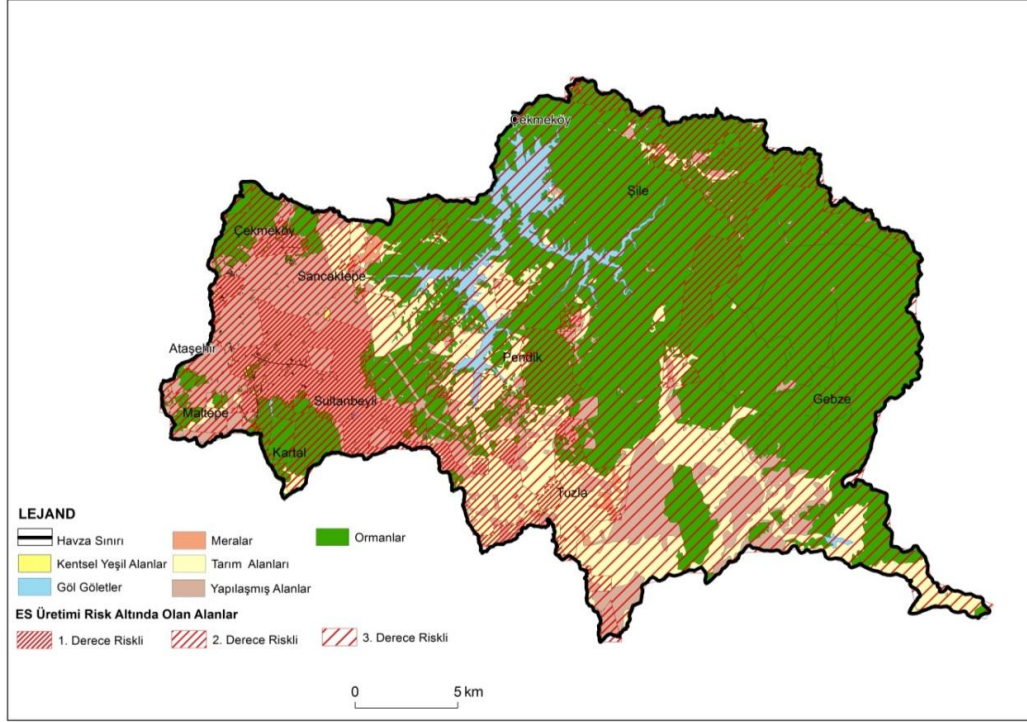 Çekmeköy
Şile
Çekmeköy
Sancaktepe
Ataşehir
Pendik
Maltepe
Sultanbeyli
Gebze
Kartal
Tuzla
LEJAND
Havza Sınırı
Meralar
Ormanlar
Kentsel Yeşil Alanlar
Tarım Alanları
Göl Göletler
Yapılaşmış Alanlar
ES Üretimi Risk Altında Olan Alanlar
1. Derece Riskli
2. Derece Riskli
3. Derece Riskli
0
5 km